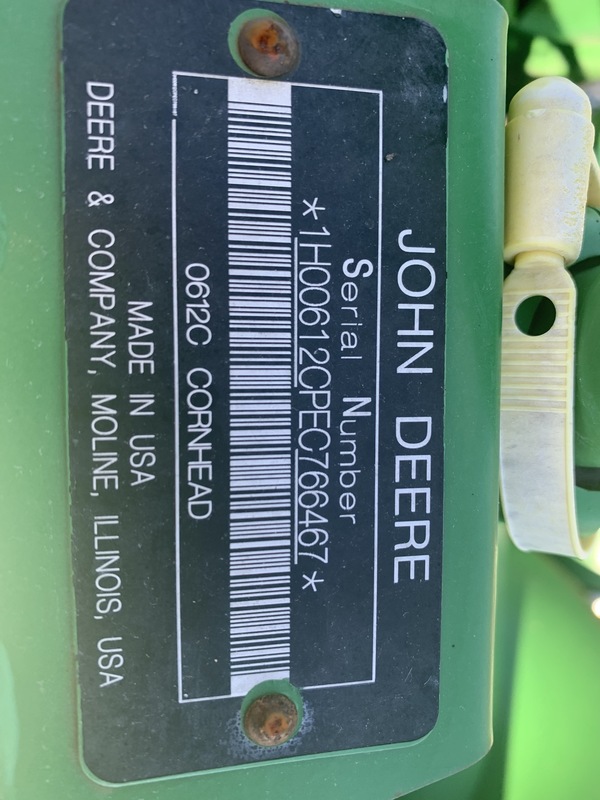 JOHN DEERE
Serial Number
*1H00612CPEC766467*
0612C CORNHEAD
MADE IN USA
DEERE & COMPANY, MOLINE, ILLINOIS, USA